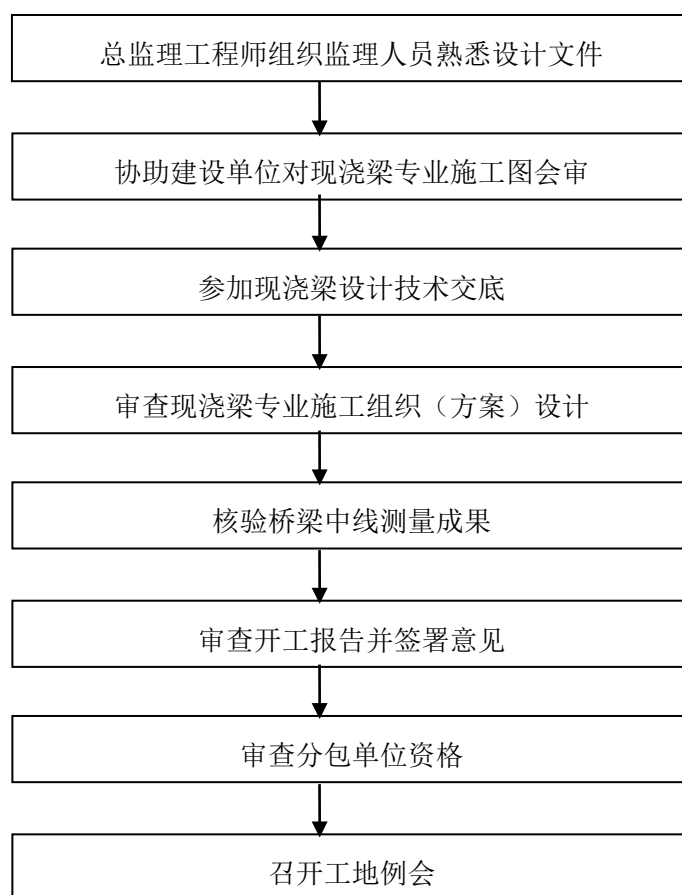 总监理工程师组织监理人员熟悉设计文件
协助建设单位对现浇梁专业施工图会审
参加现浇梁设计技术交底
审查现浇梁专业施工组织（方案）设计
核验桥梁中线测量成果
审查开工报告并签署意见
审查分包单位资格
召开工地例会